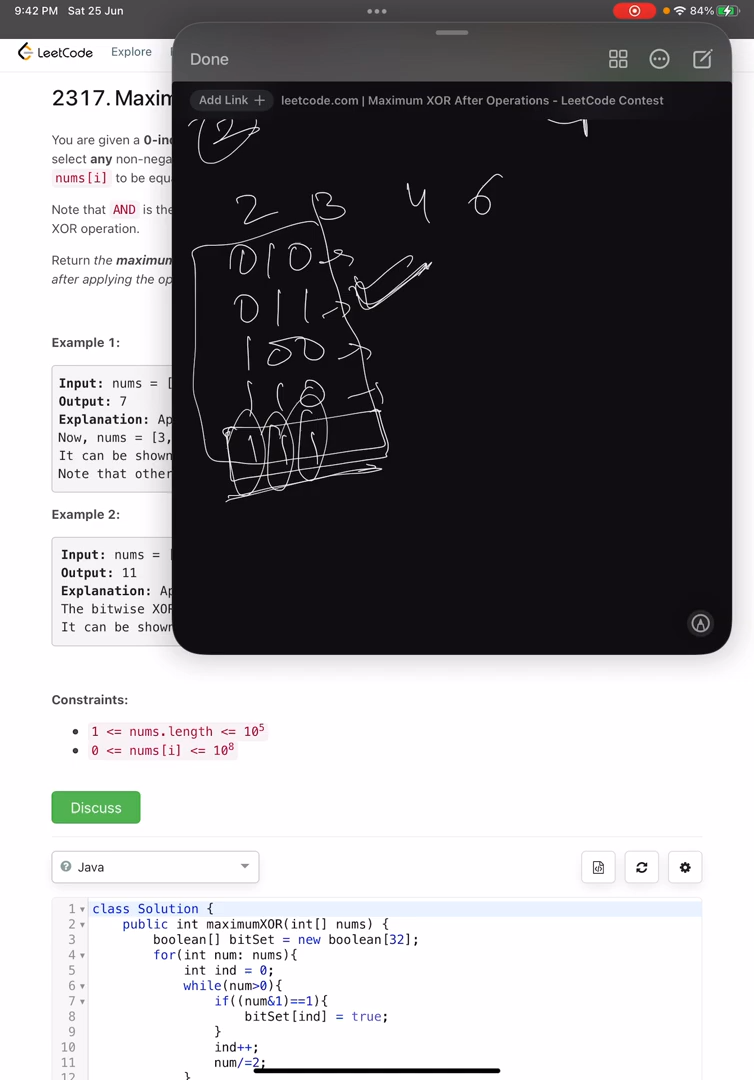 9:42 PM Sat 25 Jun
84%
LeetCode Explore
2317. Maxim
You are given a 0-ind
select any non-nega
nums[i] to be equa
Note that AND is the
XOR operation.
Return the maximum
after applying the op
Example 1:
Input: nums = [
Output: 7
Explanation: Ap
Now, nums = [3,
It can be shown
Note that other
Example 2:
Input: nums = [
Output: 11
Explanation: Ap
The bitwise XOR
It can be shown
Done
Add Link + leetcode.com | Maximum XOR After Operations - LeetCode Contest
2
2 3 4 6
010
011
100
110
111
Constraints:
1 <= nums.length <= 10^5
0 <= nums[i] <= 10^8
Discuss
Java
1 class Solution {
2 public int maximumXOR(int[] nums) {
3 boolean[] bitSet = new boolean[32];
4 for(int num: nums){
5 int ind = 0;
6 while(num>0){
7 if((num&1)==1){
8 bitSet[ind] = true;
9 }
10 ind++;
11 num/=2;
12 }